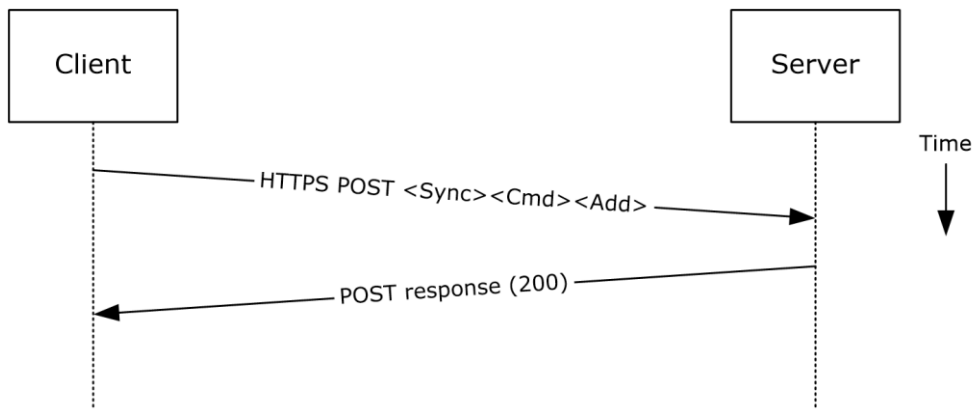 Client
Server
Time
HTTPS POST <Sync><Cmd><Add>
POST response (200)